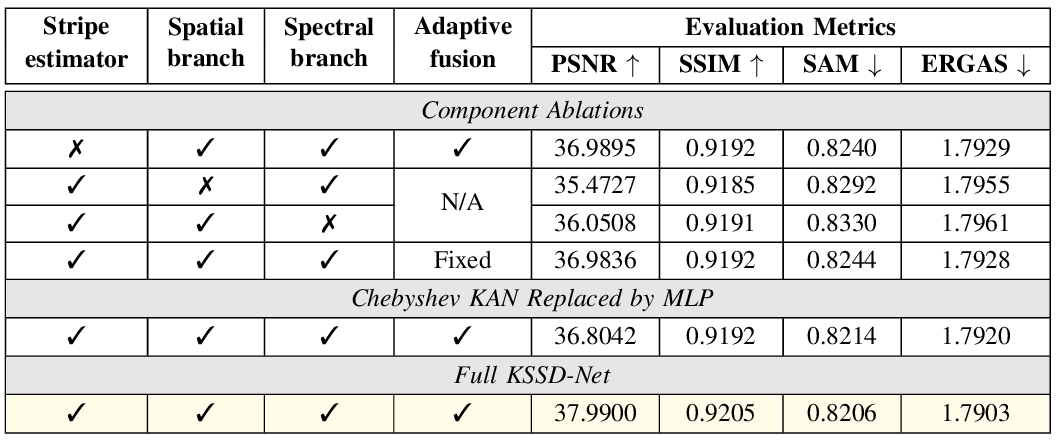 Stripe estimator Spatial branch Spectral branch Adaptive fusion Evaluation Metrics
PSNR ↑ SSIM ↑ SAM ↓ ERGAS ↓
Component Ablations
✗ ✓ ✓ ✓ 36.9895 0.9192 0.8240 1.7929
✓ ✗ ✓ N/A 35.4727 0.9185 0.8292 1.7955
✓ ✓ ✗ 36.0508 0.9191 0.8330 1.7961
✓ ✓ ✓ Fixed 36.9836 0.9192 0.8244 1.7928
Chebyshev KAN Replaced by MLP
✓ ✓ ✓ ✓ 36.8042 0.9192 0.8214 1.7920
Full KSSD-Net
✓ ✓ ✓ ✓ 37.9900 0.9205 0.8206 1.7903